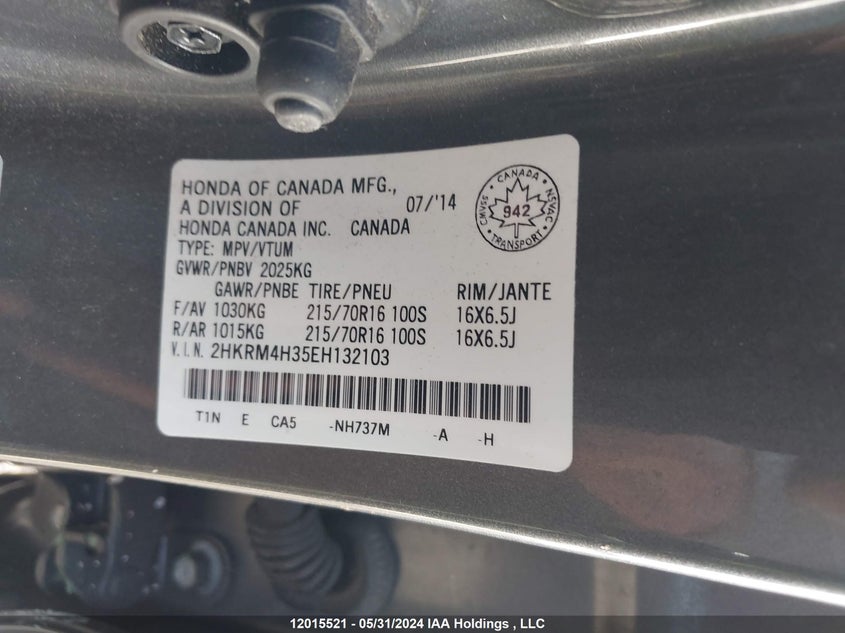 HONDA OF CANADA MFG.,
A DIVISION OF 07/'14
HONDA CANADA INC. CANADA
TYPE: MPV/VTUM
GVWR/PNBV 2025KG
GAWR/PNBE TIRE/PNEU RIM/JANTE
F/AV 1030KG 215/70R16 100S 16X6.5J
R/AR 1015KG 215/70R16 100S 16X6.5J
V.I.N. 2HKRM4H35EH132103
T1N E CA5 -NH737M -A -H
CANADA
CMVSS 942 NSVAC
TRANSPORT
12015521 - 05/31/2024 IAA Holdings , LLC